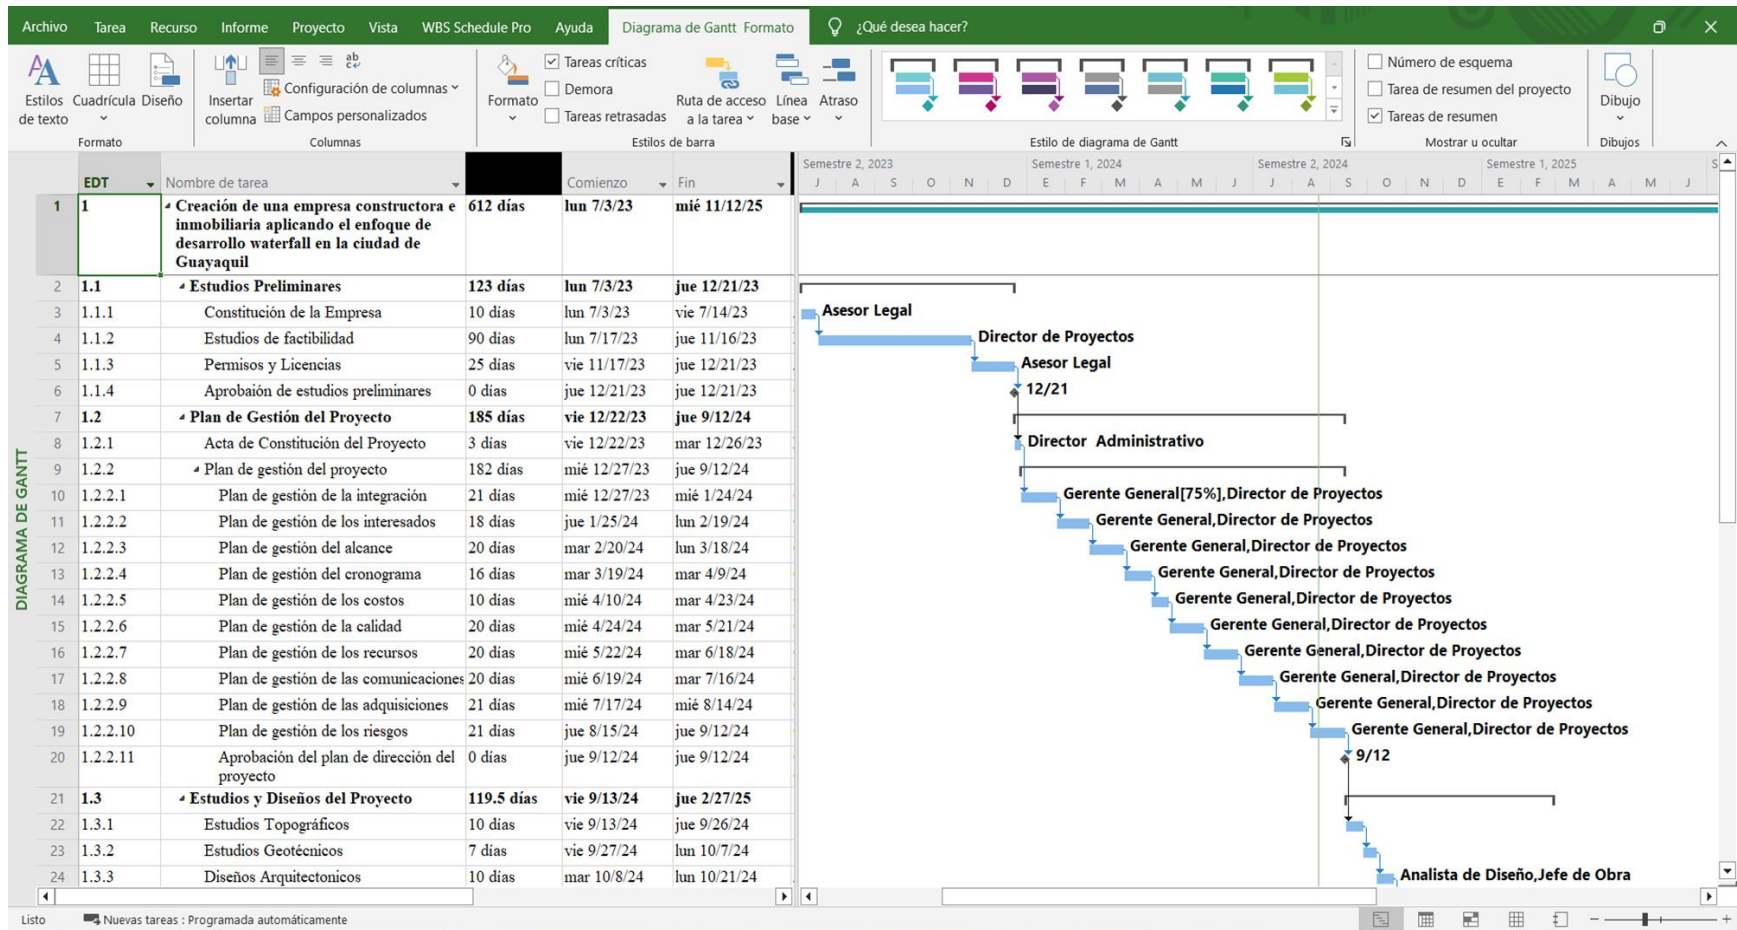 Archivo Tarea Recurso Informe Proyecto Vista WBS Schedule Pro Ayuda Diagrama de Gantt Formato ¿Qué desea hacer?
Estilos de texto
Cuadrícula
Diseño
Formato
Insertar columna
Configuración de columnas
Campos personalizados
Columnas
Formato
Tareas críticas
Demora
Tareas retrasadas
Ruta de acceso a la tarea
Línea base
Atraso
Estilos de barra
Estilo de diagrama de Gantt
Número de esquema
Tarea de resumen del proyecto
Tareas de resumen
Mostrar u ocultar
Dibujo
Dibujos
Semestre 2, 2023 Semestre 1, 2024 Semestre 2, 2024 Semestre 1, 2025 S
EDT Nombre de tarea Comienzo Fin
J A S O N D E F M A M J J A S O N D E F M A M J
1 1 Creación de una empresa constructora e 612 días lun 7/3/23 mié 11/12/25
inmobiliaria aplicando el enfoque de
desarrollo waterfall en la ciudad de
Guayaquil
2 1.1 Estudios Preliminares 123 días lun 7/3/23 jue 12/21/23
3 1.1.1 Constitución de la Empresa 10 días lun 7/3/23 vie 7/14/23 Asesor Legal
4 1.1.2 Estudios de factibilidad 90 días lun 7/17/23 jue 11/16/23 Director de Proyectos
5 1.1.3 Permisos y Licencias 25 días vie 11/17/23 jue 12/21/23 Asesor Legal
6 1.1.4 Aprobaión de estudios preliminares 0 días jue 12/21/23 jue 12/21/23 12/21
7 1.2 Plan de Gestión del Proyecto 185 días vie 12/22/23 jue 9/12/24
8 1.2.1 Acta de Constitución del Proyecto 3 días vie 12/22/23 mar 12/26/23 Director Administrativo
9 1.2.2 Plan de gestión del proyecto 182 días mié 12/27/23 jue 9/12/24
10 1.2.2.1 Plan de gestión de la integración 21 días mié 12/27/23 mié 1/24/24 Gerente General[75%],Director de Proyectos
11 1.2.2.2 Plan de gestión de los interesados 18 días jue 1/25/24 lun 2/19/24 Gerente General,Director de Proyectos
12 1.2.2.3 Plan de gestión del alcance 20 días mar 2/20/24 lun 3/18/24 Gerente General,Director de Proyectos
13 1.2.2.4 Plan de gestión del cronograma 16 días mar 3/19/24 mar 4/9/24 Gerente General,Director de Proyectos
14 1.2.2.5 Plan de gestión de los costos 10 días mié 4/10/24 mar 4/23/24 Gerente General,Director de Proyectos
15 1.2.2.6 Plan de gestión de la calidad 20 días mié 4/24/24 mar 5/21/24 Gerente General,Director de Proyectos
16 1.2.2.7 Plan de gestión de los recursos 20 días mié 5/22/24 mar 6/18/24 Gerente General,Director de Proyectos
17 1.2.2.8 Plan de gestión de las comunicaciones 20 días mié 6/19/24 mar 7/16/24 Gerente General,Director de Proyectos
18 1.2.2.9 Plan de gestión de las adquisiciones 21 días mié 7/17/24 mié 8/14/24 Gerente General,Director de Proyectos
19 1.2.2.10 Plan de gestión de los riesgos 21 días jue 8/15/24 jue 9/12/24 Gerente General,Director de Proyectos
20 1.2.2.11 Aprobación del plan de dirección del 0 días jue 9/12/24 jue 9/12/24 9/12
proyecto
21 1.3 Estudios y Diseños del Proyecto 119.5 días vie 9/13/24 jue 2/27/25
22 1.3.1 Estudios Topográficos 10 días vie 9/13/24 jue 9/26/24
23 1.3.2 Estudios Geotécnicos 7 días vie 9/27/24 lun 10/7/24
24 1.3.3 Diseños Arquitectonicos 10 días mar 10/8/24 lun 10/21/24 Analista de Diseño,Jefe de Obra
DIAGRAMA DE GANTT
Listo Nuevas tareas : Programada automáticamente